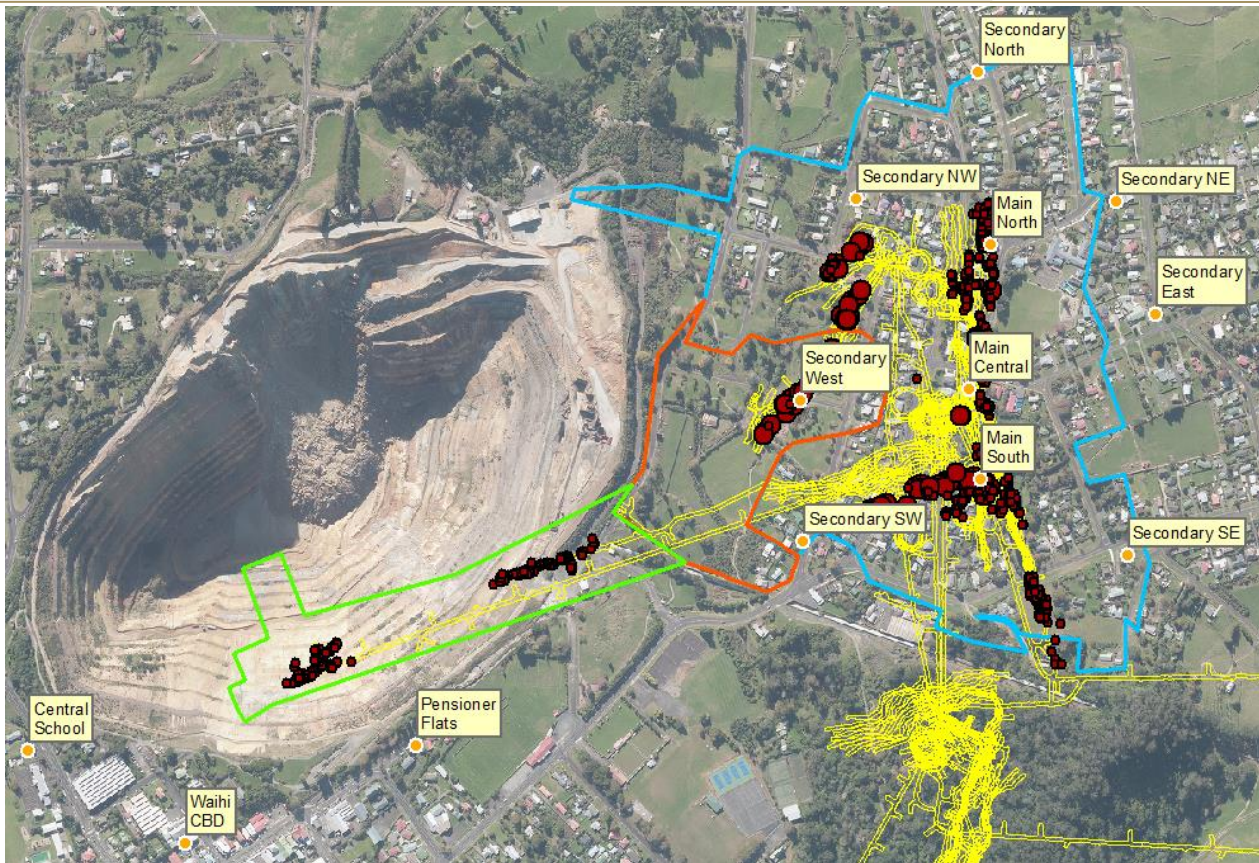 Secondary
North
Secondary NW
Secondary NE
Main
North
Secondary
East
Secondary
West
Main
Central
Main
South
Secondary SW
Secondary SE
Central
School
Pensioner
Flats
Waihi
CBD